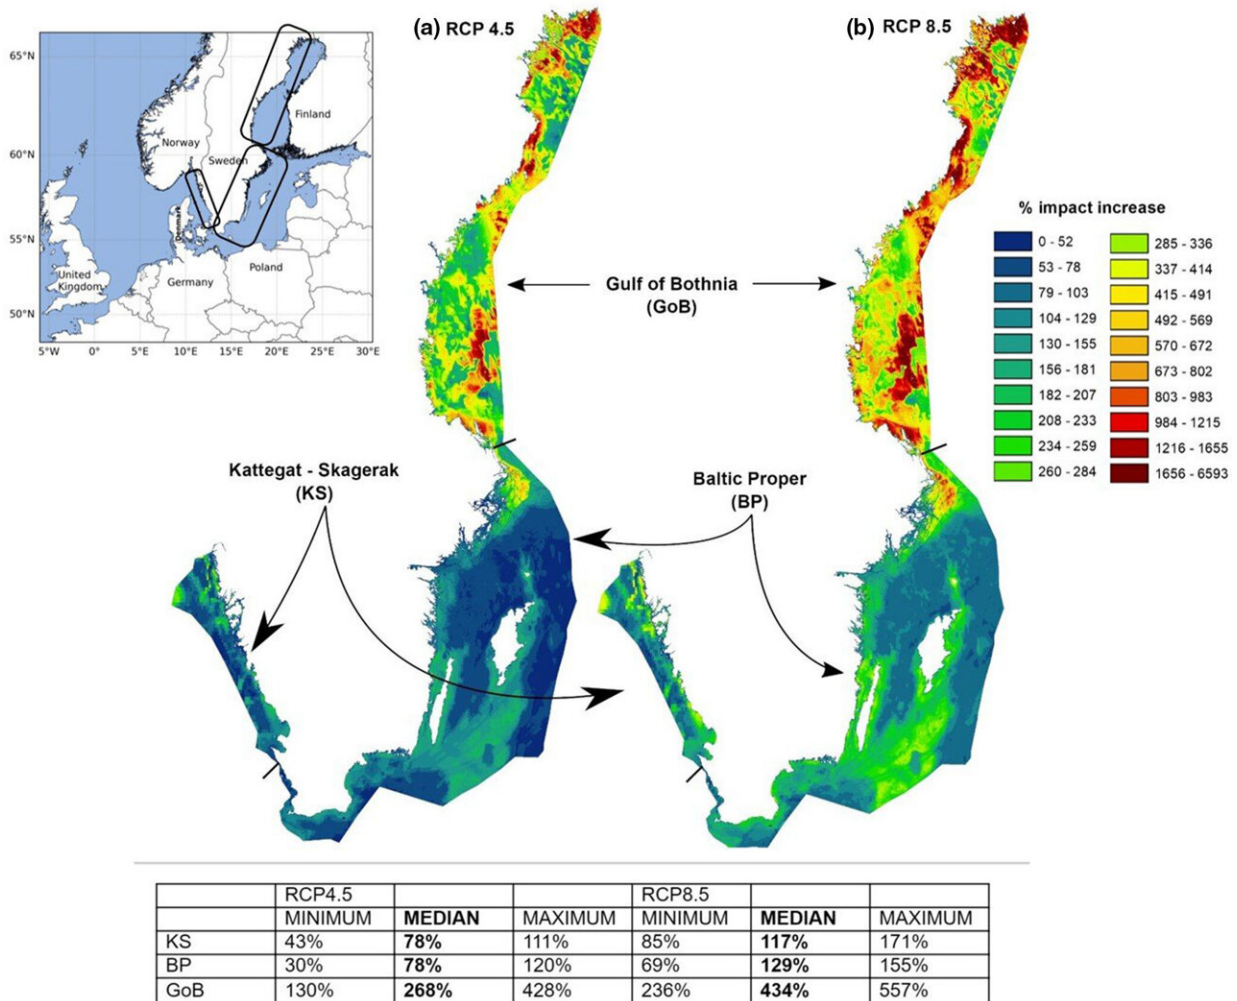 (a) RCP 4.5
(b) RCP 8.5
65°N
60°N
55°N
50°N
5°W 0° 5°E 10°E 15°E 20°E 25°E 30°E
Finland
Norway
Sweden
Denmark
United
Kingdom
Germany
Poland
% impact increase
0 - 52
53 - 78
79 - 103
104 - 129
130 - 155
156 - 181
182 - 207
208 - 233
234 - 259
260 - 284
285 - 336
337 - 414
415 - 491
492 - 569
570 - 672
673 - 802
803 - 983
984 - 1215
1216 - 1655
1656 - 6593
Gulf of Bothnia
(GoB)
Kattegat - Skagerak
(KS)
Baltic Proper
(BP)
RCP4.5 RCP8.5
MINIMUM MEDIAN MAXIMUM MINIMUM MEDIAN MAXIMUM
KS 43% 78% 111% 85% 117% 171%
BP 30% 78% 120% 69% 129% 155%
GoB 130% 268% 428% 236% 434% 557%